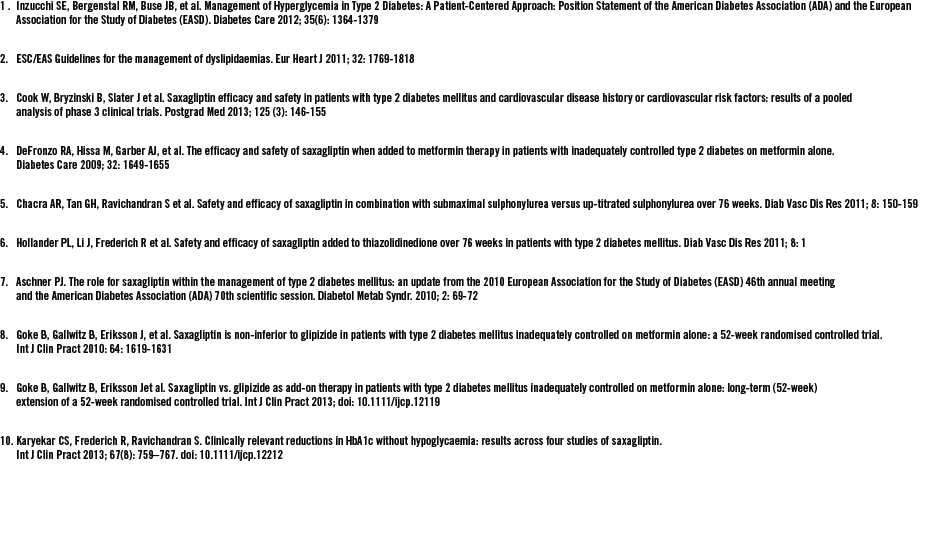 1 . Inzucchi SE, Bergenstal RM, Buse JB, et al. Management of Hyperglycemia in Type 2 Diabetes: A Patient-Centered Approach: Position Statement of the American Diabetes Association (ADA) and the European
Association for the Study of Diabetes (EASD). Diabetes Care 2012; 35(6): 1364-1379
2. ESC/EAS Guidelines for the management of dyslipidaemias. Eur Heart J 2011; 32: 1769-1818
3. Cook W, Bryzinski B, Slater J et al. Saxagliptin efficacy and safety in patients with type 2 diabetes mellitus and cardiovascular disease history or cardiovascular risk factors: results of a pooled
analysis of phase 3 clinical trials. Postgrad Med 2013; 125 (3): 146-155
4. DeFronzo RA, Hissa M, Garber AJ, et al. The efficacy and safety of saxagliptin when added to metformin therapy in patients with inadequately controlled type 2 diabetes on metformin alone.
Diabetes Care 2009; 32: 1649-1655
5. Chacra AR, Tan GH, Ravichandran S et al. Safety and efficacy of saxagliptin in combination with submaximal sulphonylurea versus up-titrated sulphonylurea over 76 weeks. Diab Vasc Dis Res 2011; 8: 150-159
6. Hollander PL, Li J, Frederich R et al. Safety and efficacy of saxagliptin added to thiazolidinedione over 76 weeks in patients with type 2 diabetes mellitus. Diab Vasc Dis Res 2011; 8: 1
7. Aschner PJ. The role for saxagliptin within the management of type 2 diabetes mellitus: an update from the 2010 European Association for the Study of Diabetes (EASD) 46th annual meeting
and the American Diabetes Association (ADA) 70th scientific session. Diabetol Metab Syndr. 2010; 2: 69-72
8. Goke B, Gallwitz B, Eriksson J, et al. Saxagliptin is non-inferior to glipizide in patients with type 2 diabetes mellitus inadequately controlled on metformin alone: a 52-week randomised controlled trial.
Int J Clin Pract 2010: 64: 1619-1631
9. Goke B, Gallwitz B, Eriksson Jet al. Saxagliptin vs. glipizide as add-on therapy in patients with type 2 diabetes mellitus inadequately controlled on metformin alone: long-term (52-week)
extension of a 52-week randomised controlled trial. Int J Clin Pract 2013; doi: 10.1111/ijcp.12119
10. Karyekar CS, Frederich R, Ravichandran S. Clinically relevant reductions in HbA1c without hypoglycaemia: results across four studies of saxagliptin.
Int J Clin Pract 2013; 67(8): 759–767. doi: 10.1111/ijcp.12212